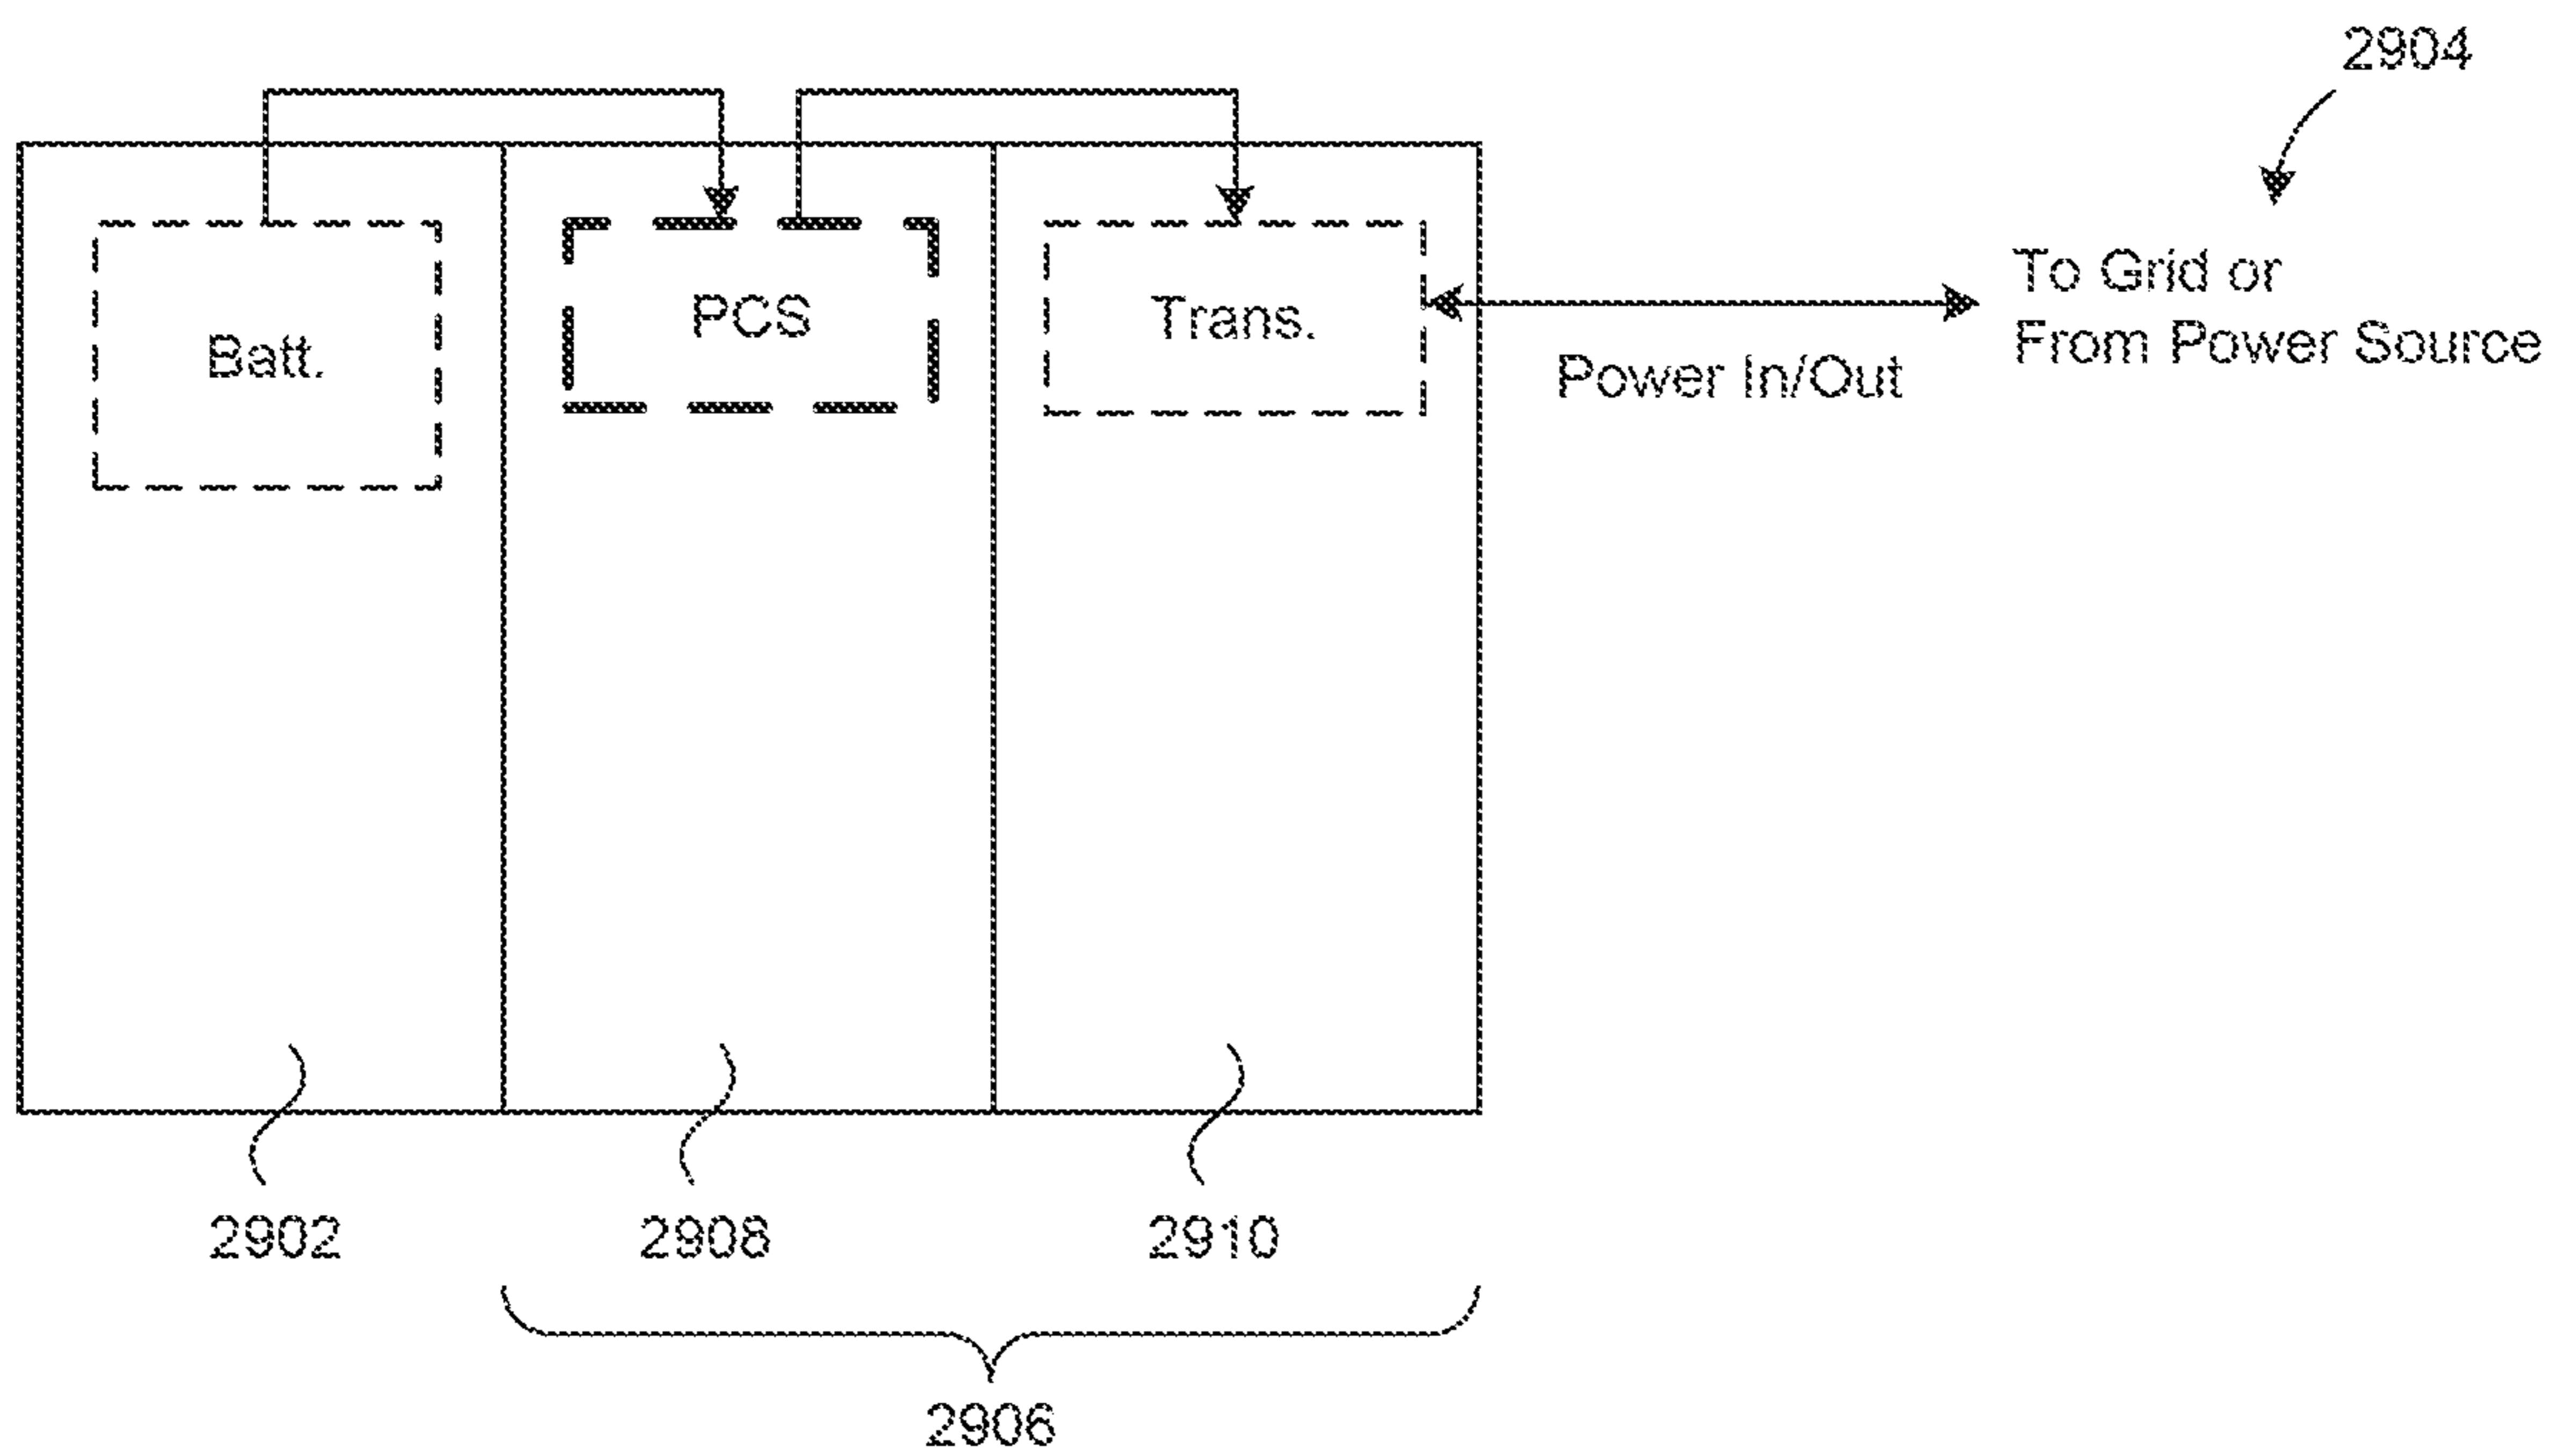 2904
Batt.
PCS
Trans.
To Grid or
From Power Source
Power In/Out
2902
2908
2910
2906